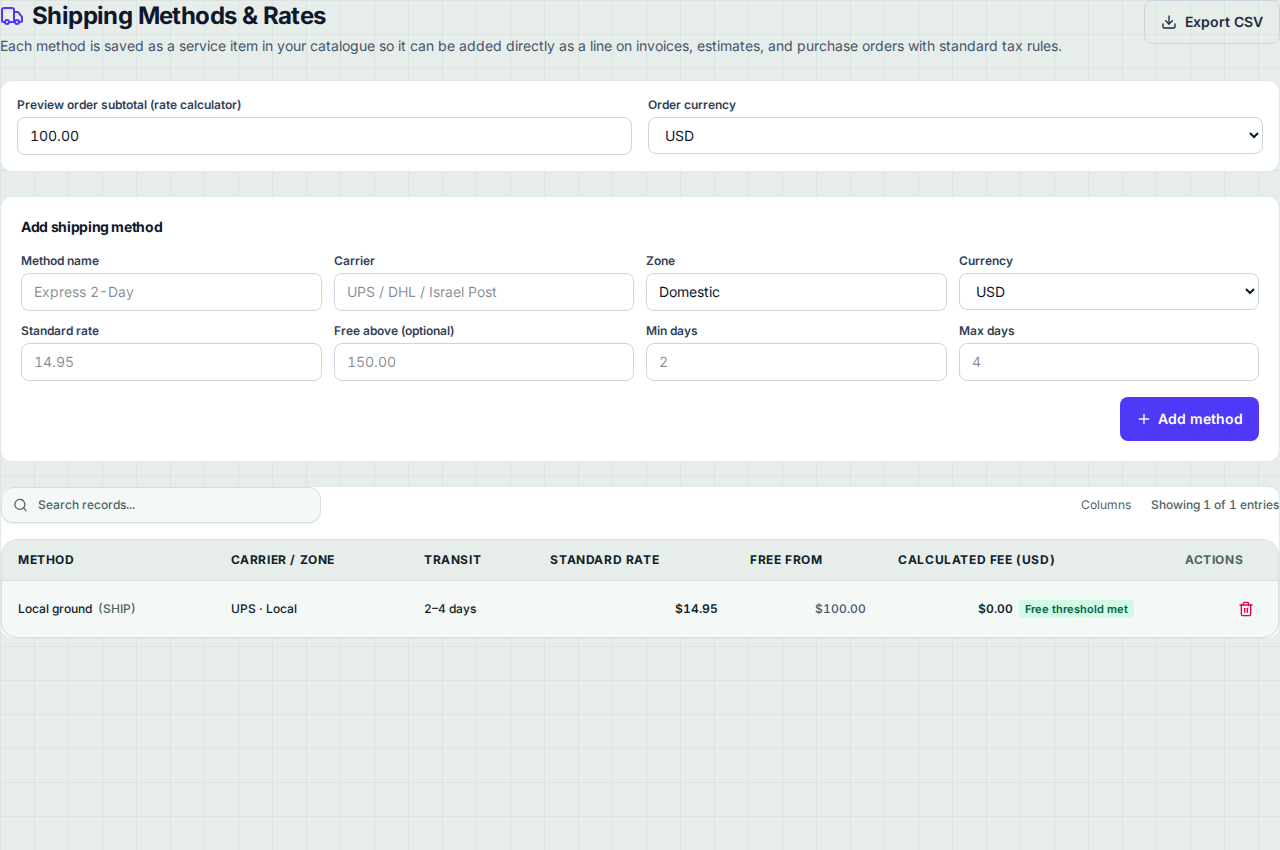 Shipping Methods & Rates
Export CSV
Each method is saved as a service item in your catalogue so it can be added directly as a line on invoices, estimates, and purchase orders with standard tax rules.
Preview order subtotal (rate calculator) Order currency
100.00 USD
Add shipping method
Method name Carrier Zone Currency
Express 2-Day UPS / DHL / Israel Post Domestic USD
Standard rate Free above (optional) Min days Max days
14.95 150.00 2 4
Add method
Search records... Columns Showing 1 of 1 entries
METHOD CARRIER / ZONE TRANSIT STANDARD RATE FREE FROM CALCULATED FEE (USD) ACTIONS
Local ground (SHIP) UPS · Local 2–4 days $14.95 $100.00 $0.00 Free threshold met